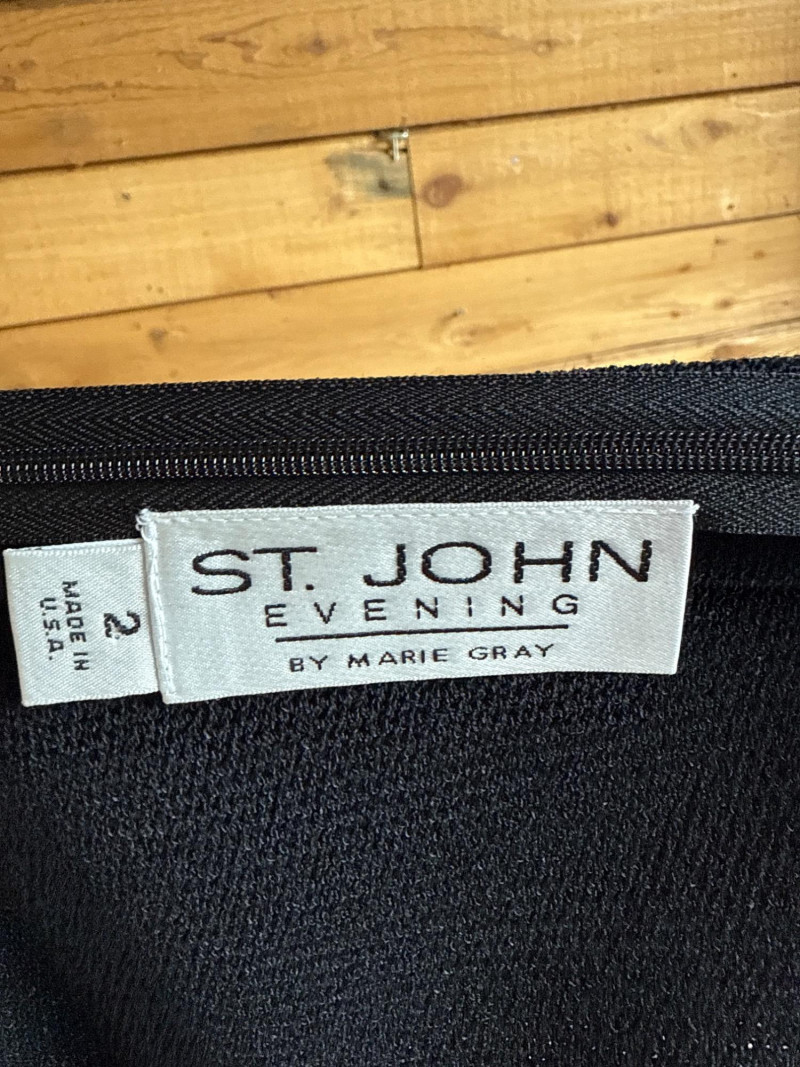 ST. JOHN
EVENING
BY MARIE GRAY
2
MADE IN
U.S.A.